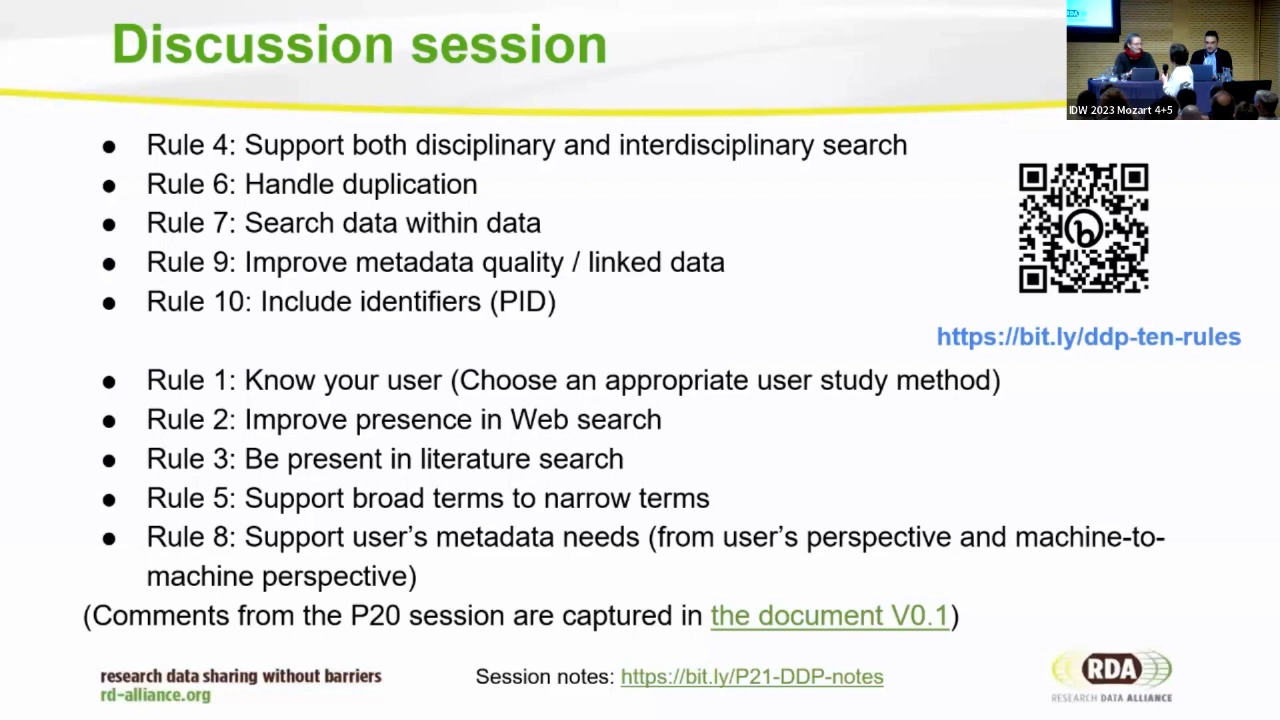 Discussion session
RDA
IDW 2023 Mozart 4+5
● Rule 4: Support both disciplinary and interdisciplinary search
● Rule 6: Handle duplication
● Rule 7: Search data within data
● Rule 9: Improve metadata quality / linked data
● Rule 10: Include identifiers (PID)
b
https://bit.ly/ddp-ten-rules
● Rule 1: Know your user (Choose an appropriate user study method)
● Rule 2: Improve presence in Web search
● Rule 3: Be present in literature search
● Rule 5: Support broad terms to narrow terms
● Rule 8: Support user’s metadata needs (from user’s perspective and machine-to-
machine perspective)
(Comments from the P20 session are captured in the document V0.1)
research data sharing without barriers
rd-alliance.org
Session notes: https://bit.ly/P21-DDP-notes
RDA
RESEARCH DATA ALLIANCE